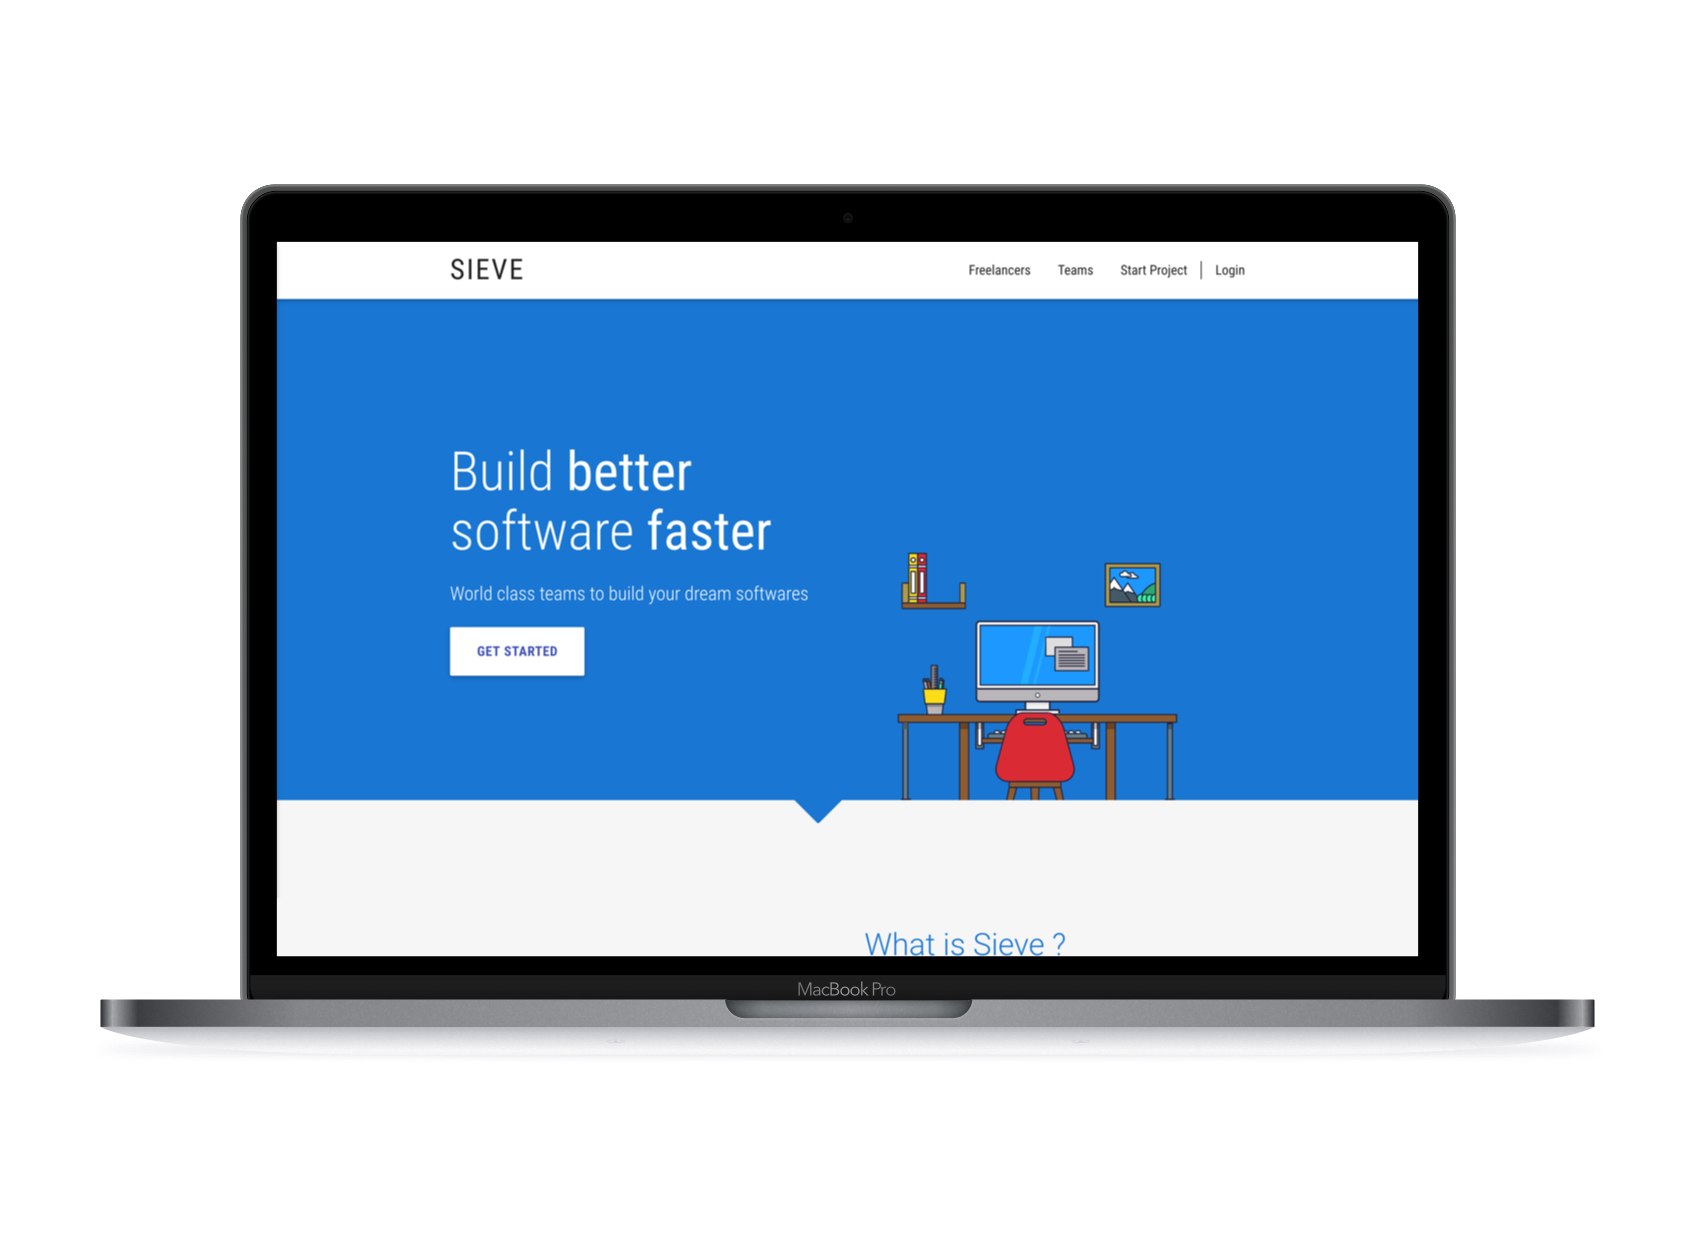 SIEVE
Freelancers Teams Start Project Login
Build better
software faster
World class teams to build your dream softwares
GET STARTED
What is Sieve ?
MacBook Pro